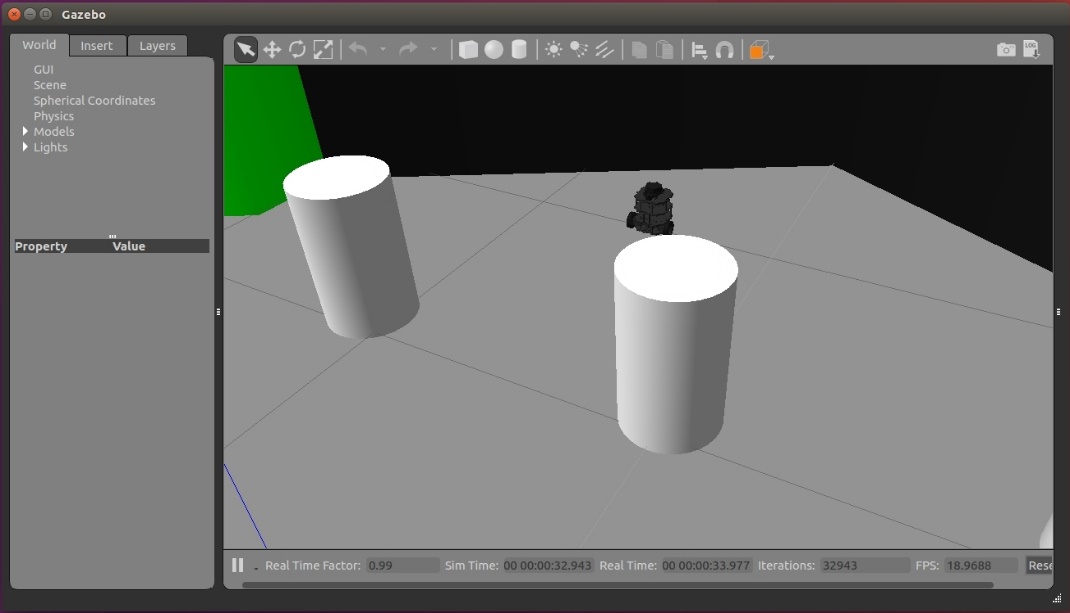 Gazebo
World Insert Layers
GUI
Scene
Spherical Coordinates
Physics
Models
Lights
Property Value
LOG
Real Time Factor: 0.99 Sim Time: 00 00:00:32.943 Real Time: 00 00:00:33.977 Iterations: 32943 FPS: 18.9688 Rese